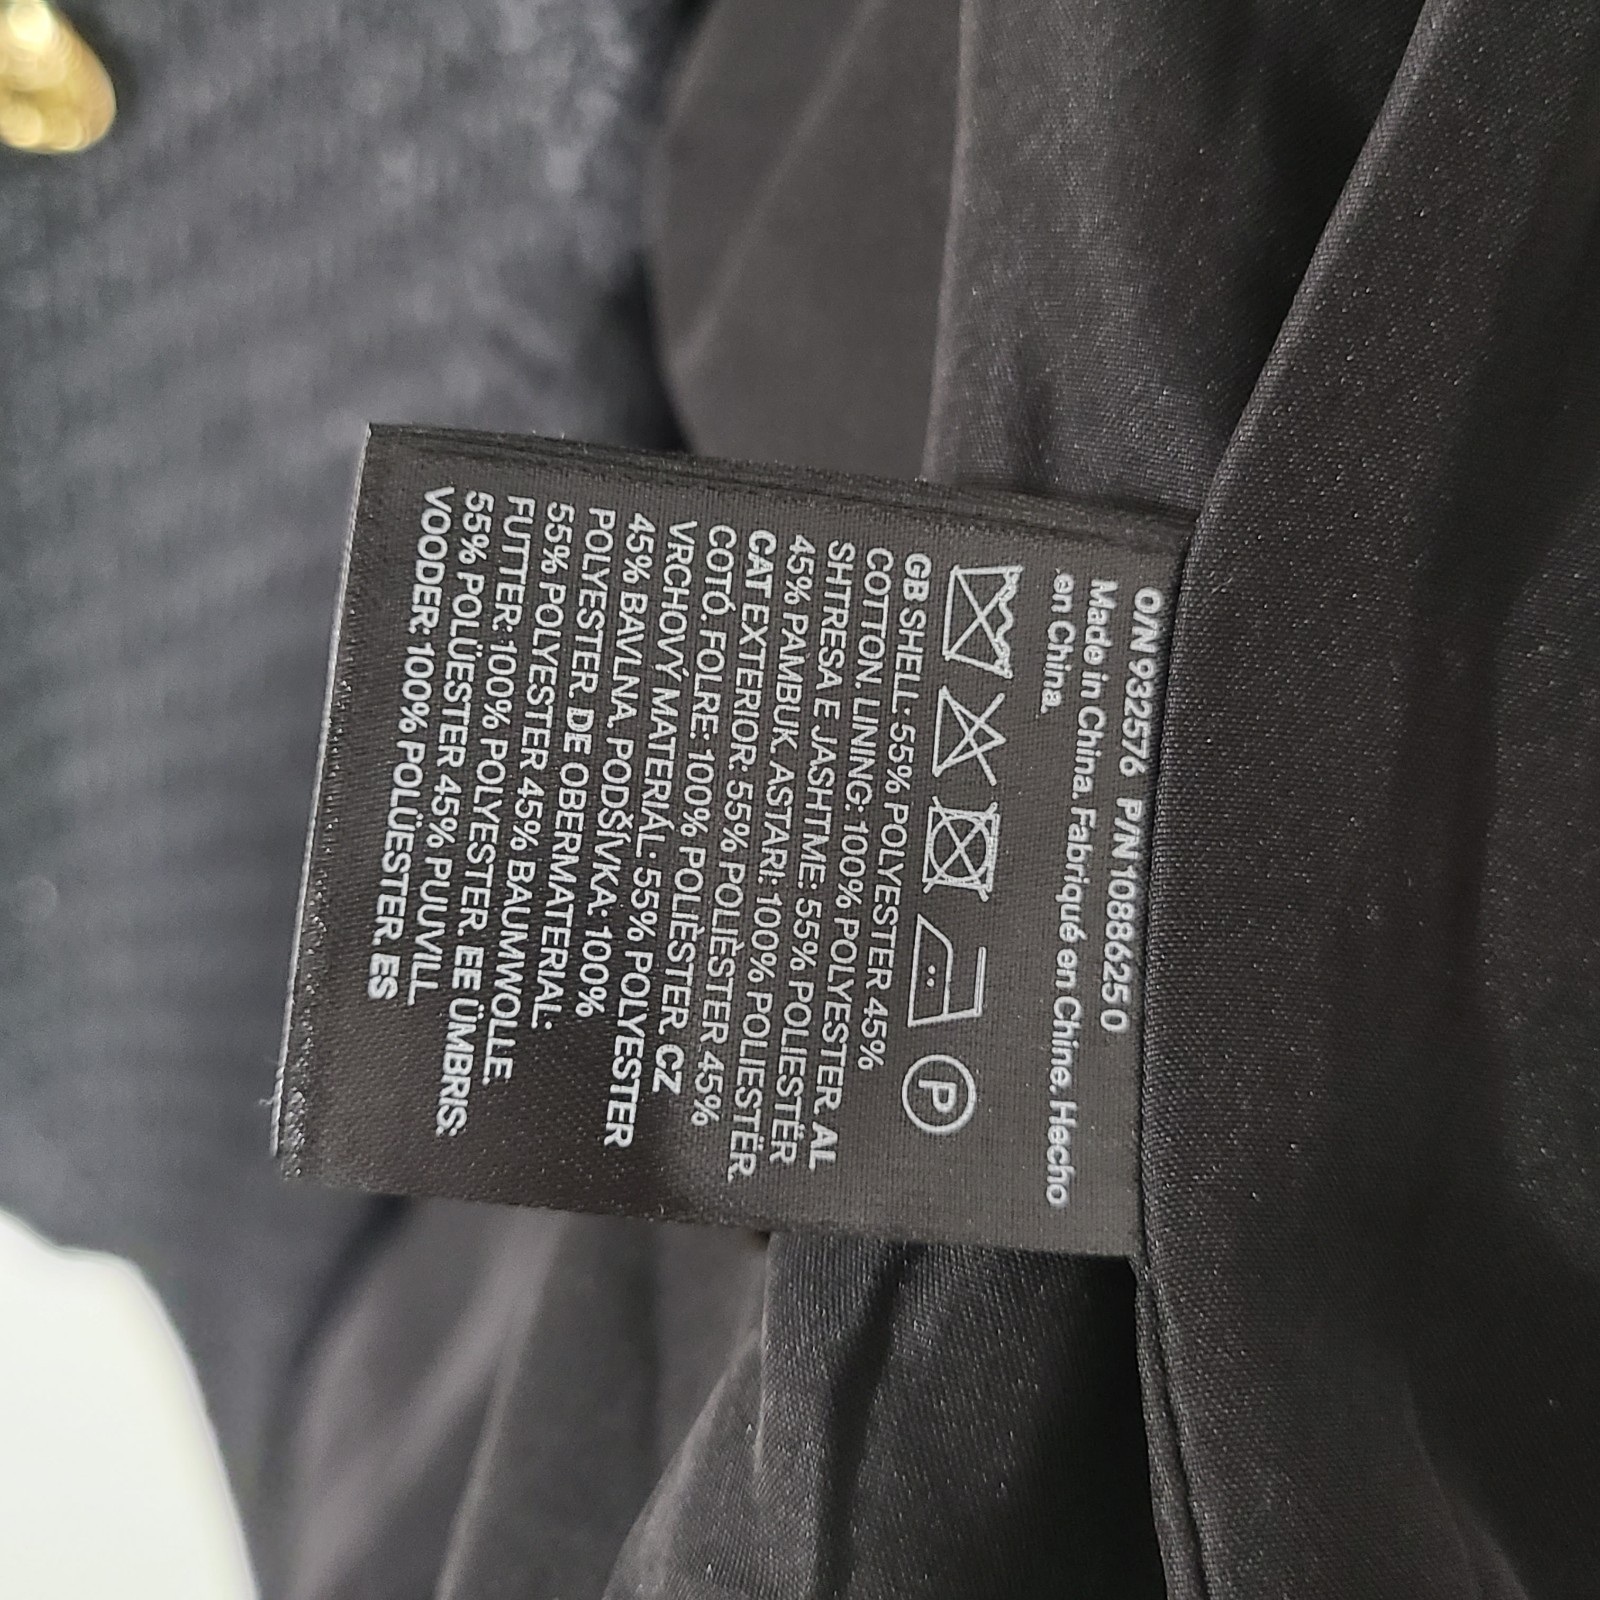 O/N 932576 P/N 10886250
Made in China. Fabriqué en Chine. Hecho
en China.
P
GB SHELL: 55% POLYESTER 45%
COTTON. LINING: 100% POLYESTER. AL
SHTRESA E JASHTME: 55% POLIESTËR
45% PAMBUK. ASTARI: 100% POLIESTËR.
CAT EXTERIOR: 55% POLIÈSTER 45%
COTÓ. FOLRE: 100% POLIÈSTER. CZ
VRCHOVÝ MATERIÁL: 55% POLYESTER
45% BAVLNA. PODŠÍVKA: 100%
POLYESTER. DE OBERMATERIAL:
55% POLYESTER 45% BAUMWOLLE.
FUTTER: 100% POLYESTER. EE ÜMBRIS:
55% POLÜESTER 45% PUUVILL.
VOODER: 100% POLÜESTER. ES